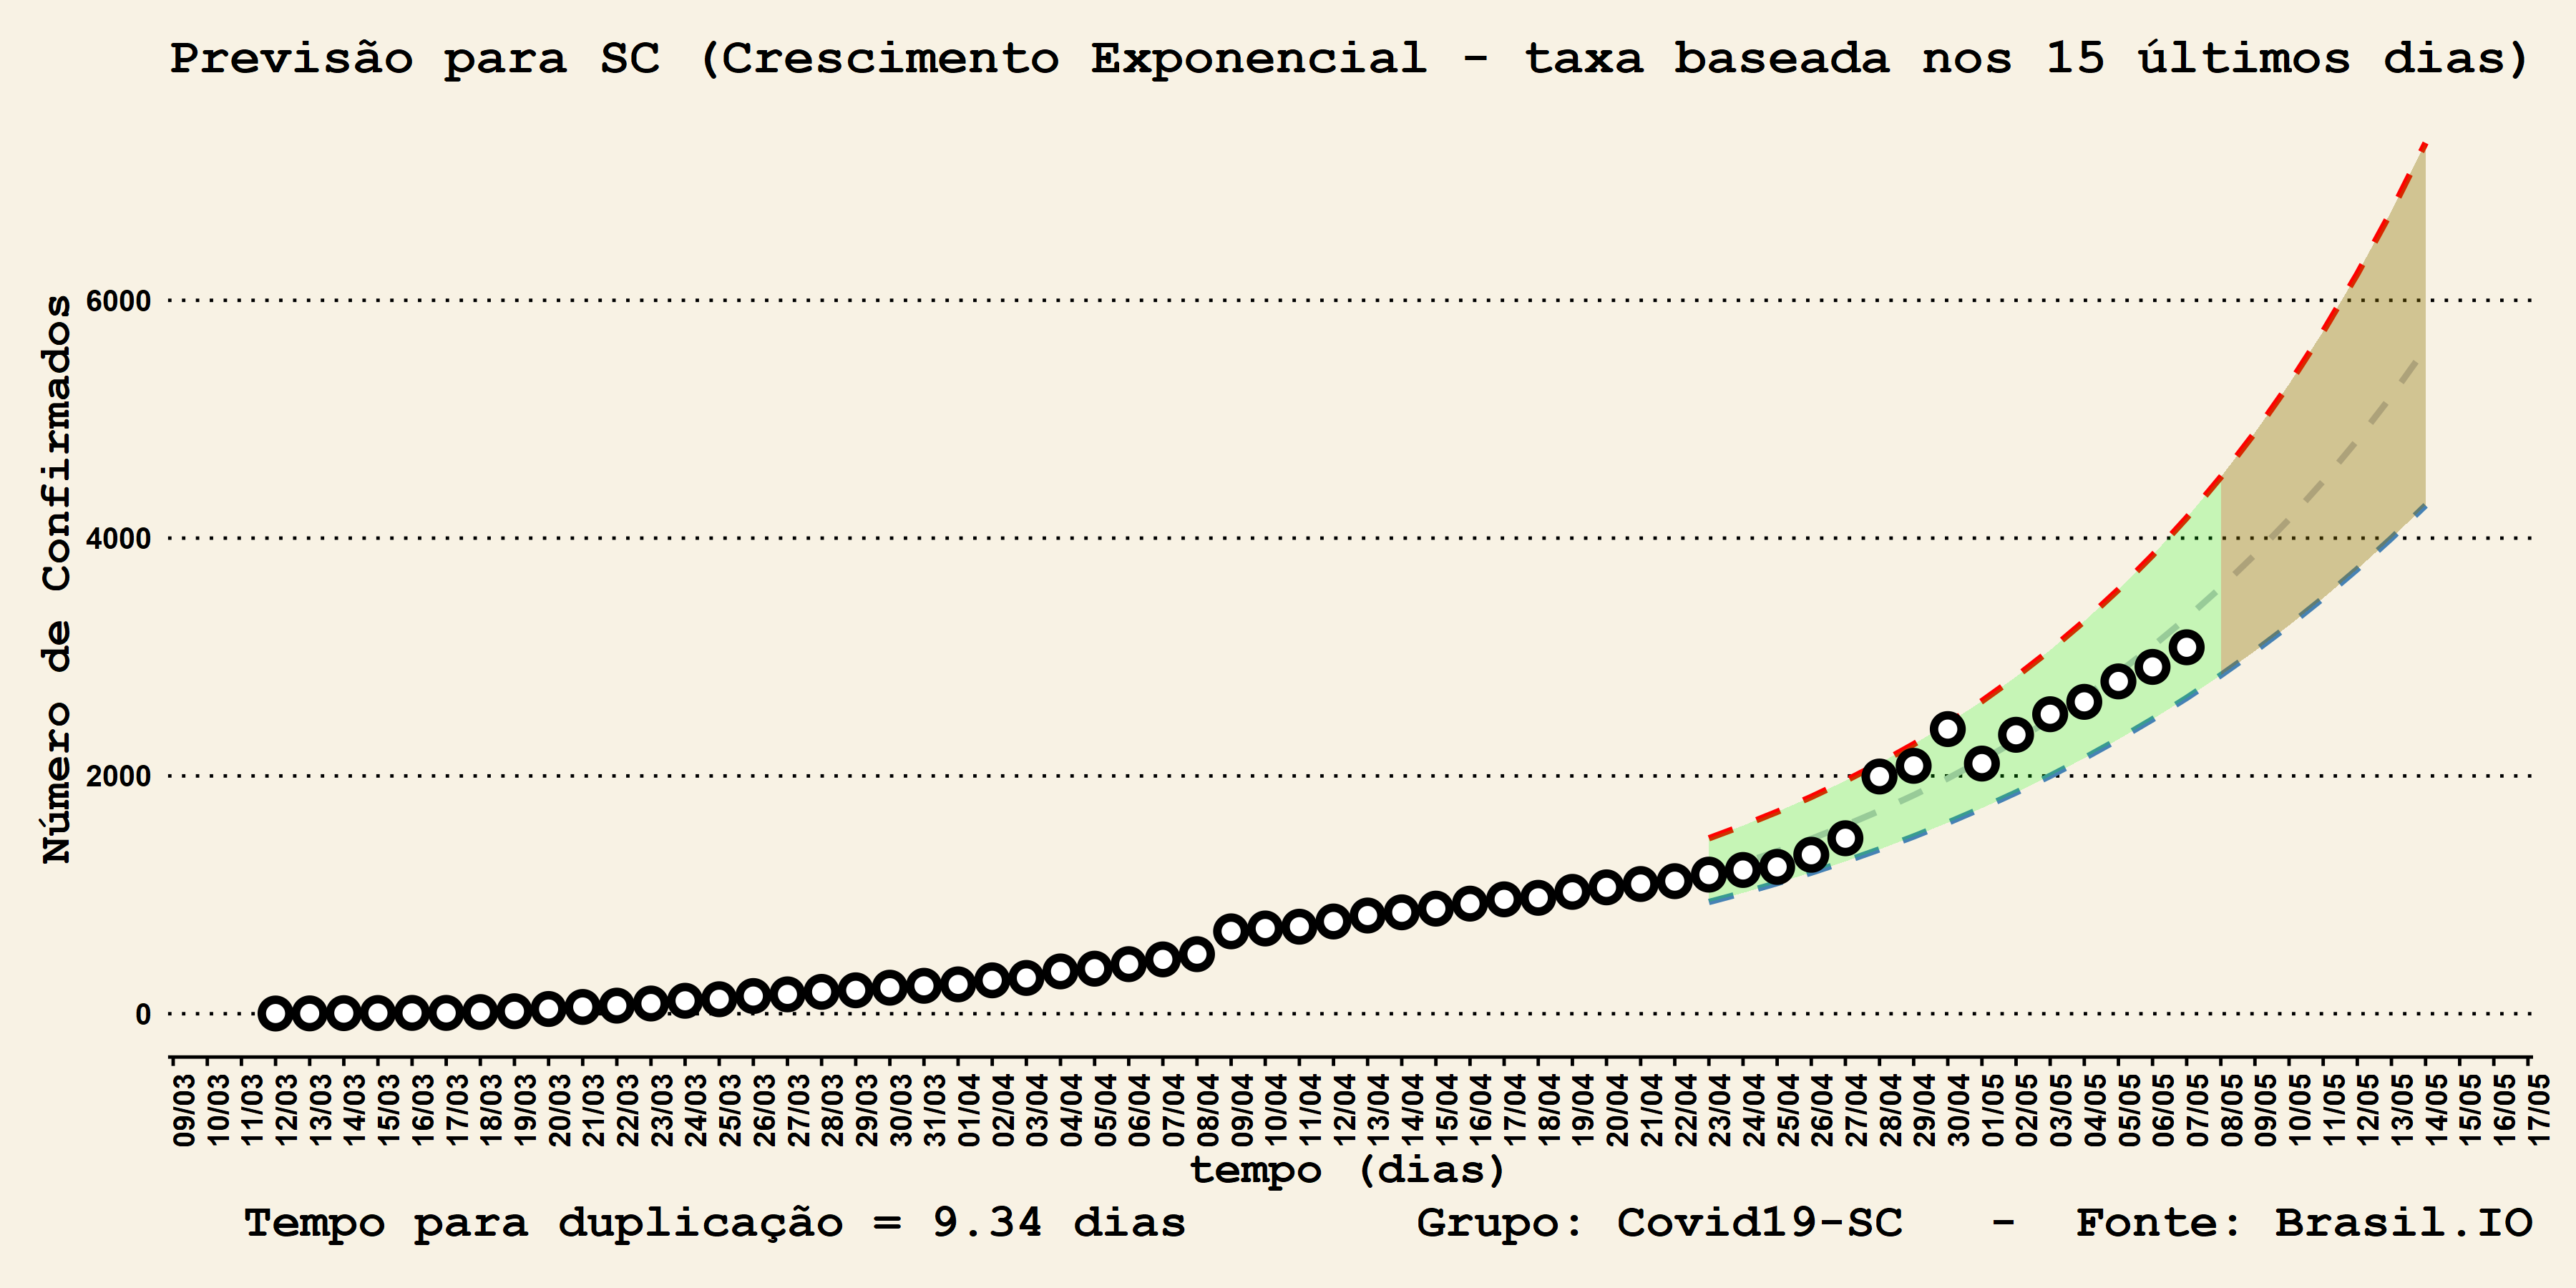 Previsão para SC (Crescimento Exponencial - taxa baseada nos 15 últimos dias)
Número de Confirmados
6000
4000
2000
0
09/03 10/03 11/03 12/03 13/03 14/03 15/03 16/03 17/03 18/03 19/03 20/03 21/03 22/03 23/03 24/03 25/03 26/03 27/03 28/03 29/03 30/03 31/03 01/04 02/04 03/04 04/04 05/04 06/04 07/04 08/04 09/04 10/04 11/04 12/04 13/04 14/04 15/04 16/04 17/04 18/04 19/04 20/04 21/04 22/04 23/04 24/04 25/04 26/04 27/04 28/04 29/04 30/04 01/05 02/05 03/05 04/05 05/05 06/05 07/05 08/05 09/05 10/05 11/05 12/05 13/05 14/05 15/05 16/05 17/05
tempo (dias)
Tempo para duplicação = 9.34 dias Grupo: Covid19-SC - Fonte: Brasil.IO